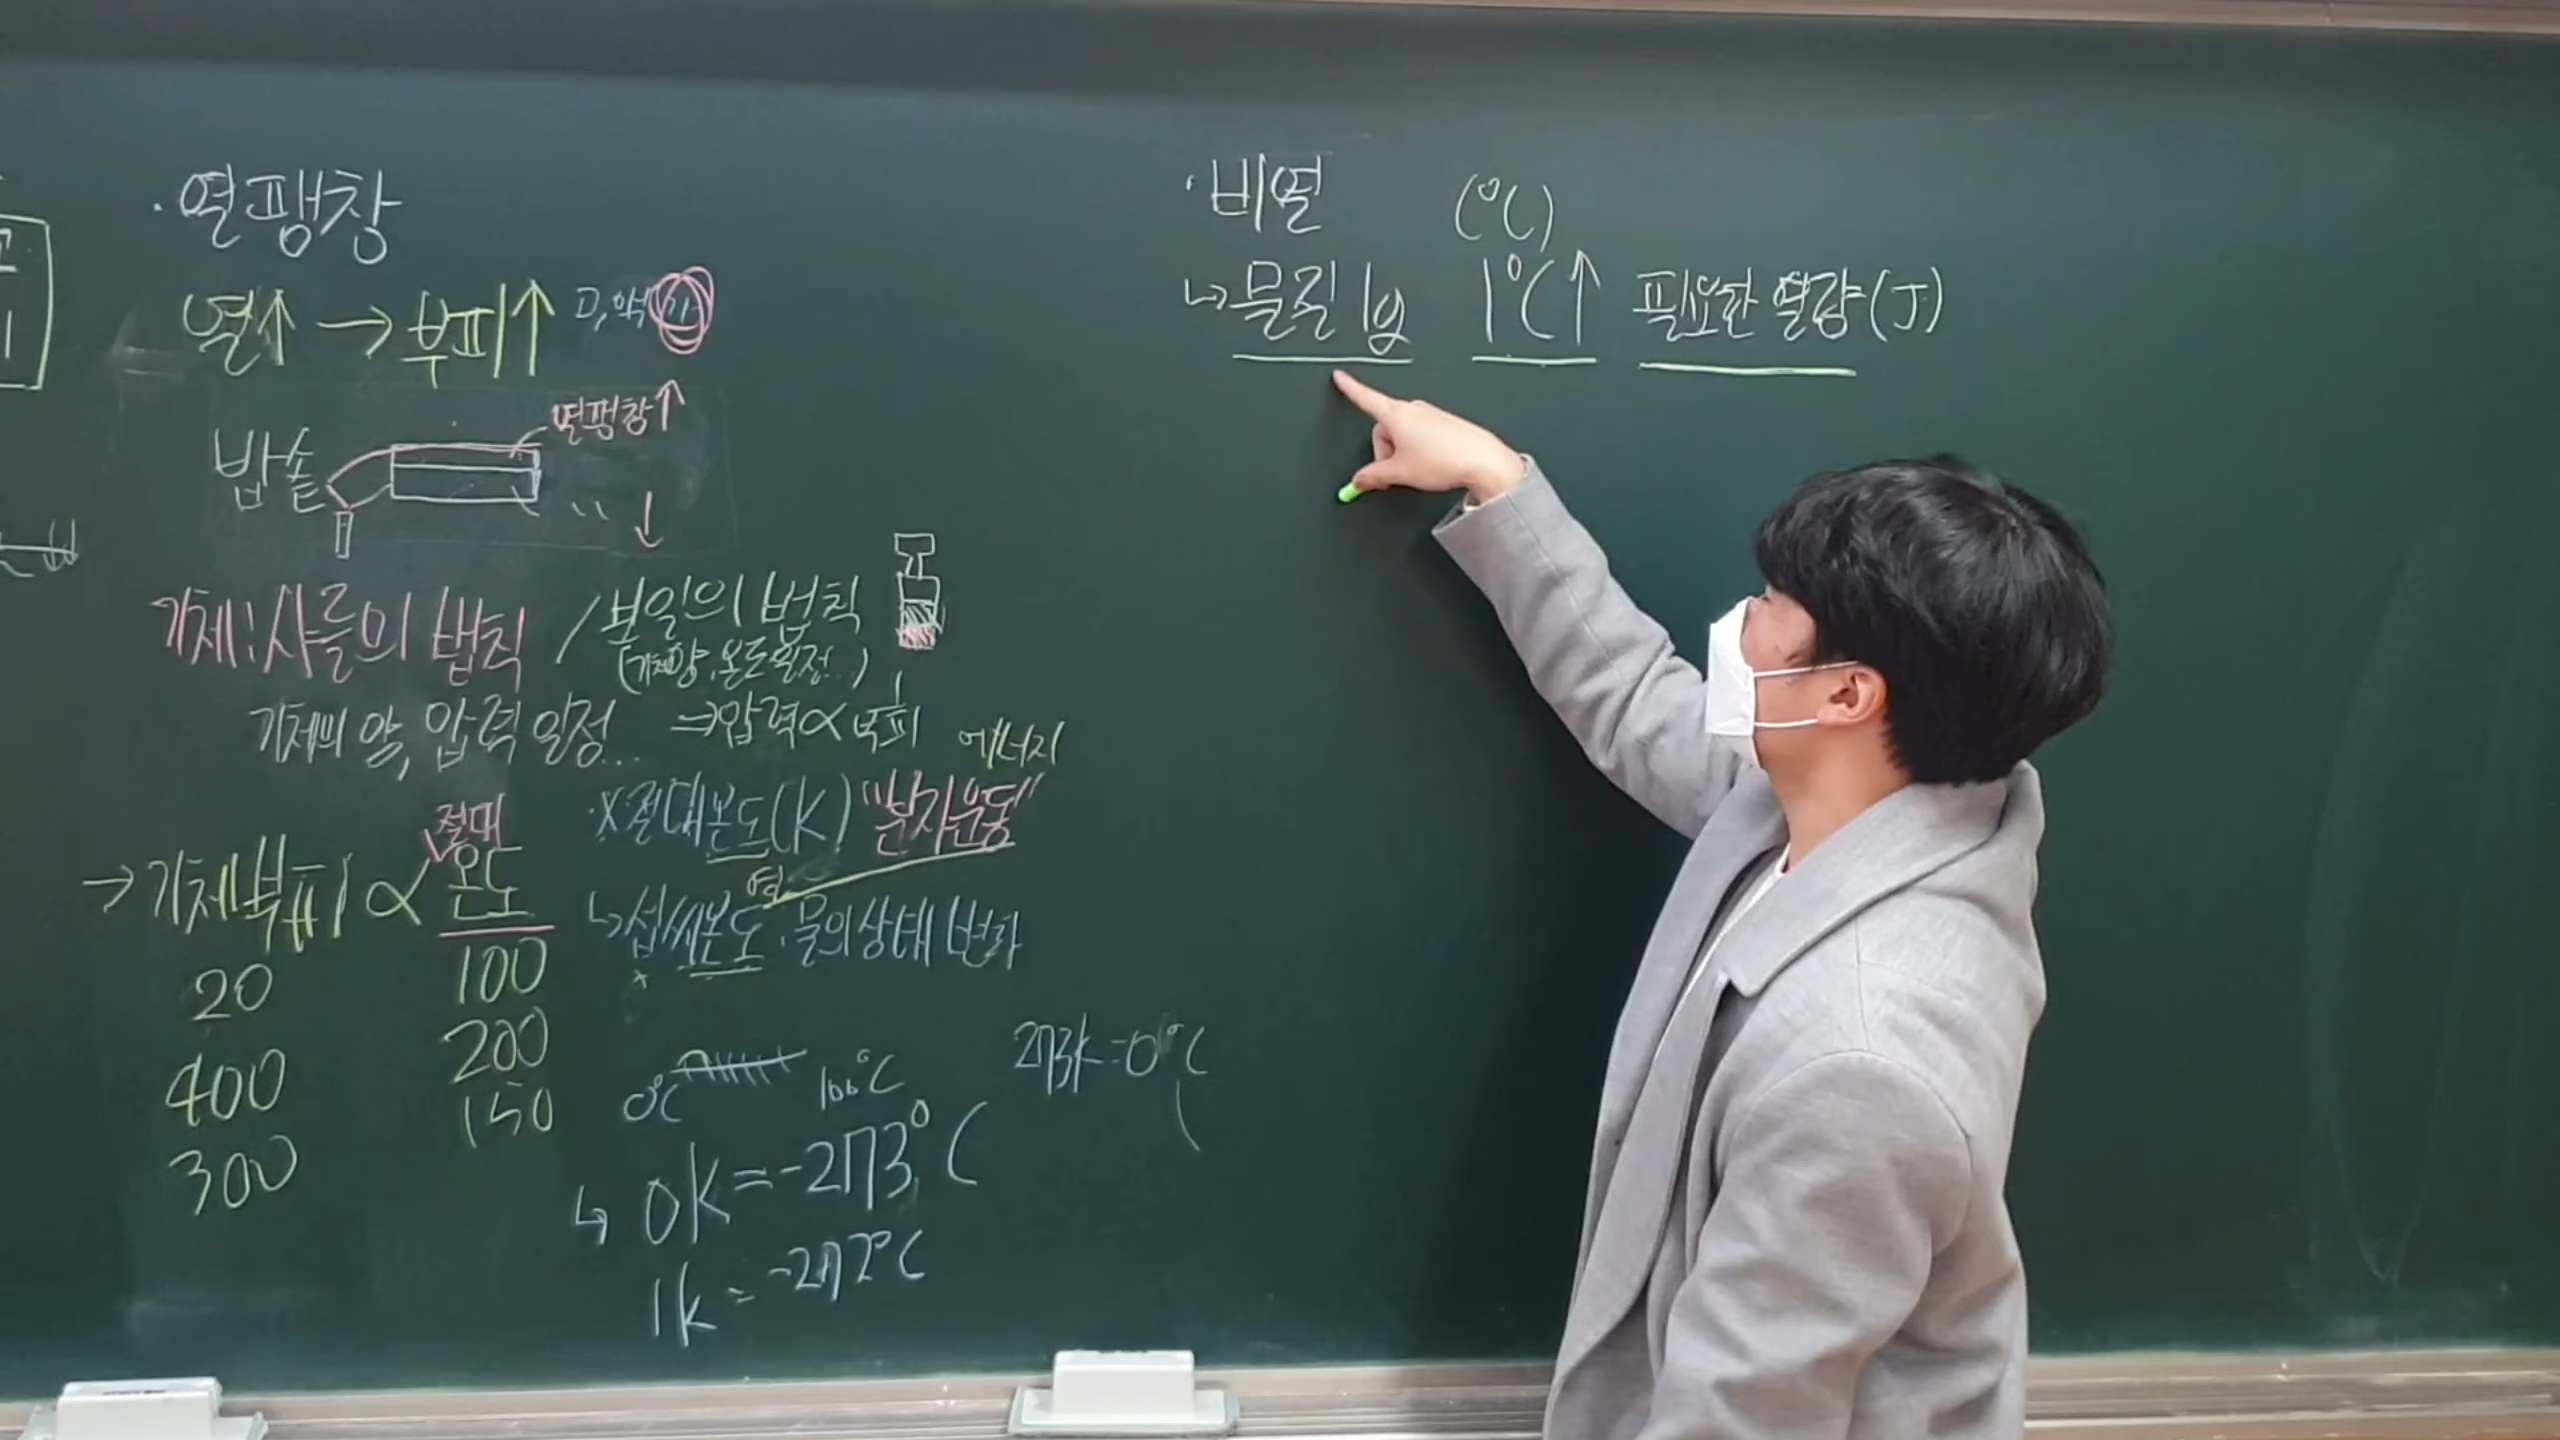 · 열팽창
열↑ → 부피↑ 고, 액, 기
밥솥 열팽창↑
기체: 샤를의 법칙 / 보일의 법칙
(기체양, 온도 일정..)
기체의 양, 압력 일정... ⇒ 압력 ∝ 1/부피
※ 절대온도(K) "분자운동" 에너지
→ 기체부피 ∝ 절대 온도
↳ 섭씨온도 · 물의 상태 변화
열
20 100
400 200
300 150
0℃ 100℃
273K = 0℃
↳ 0K = -273℃
1K = -272℃
· 비열 (℃)
↳ 물질 1g 1℃↑ 필요한 열량 (J)